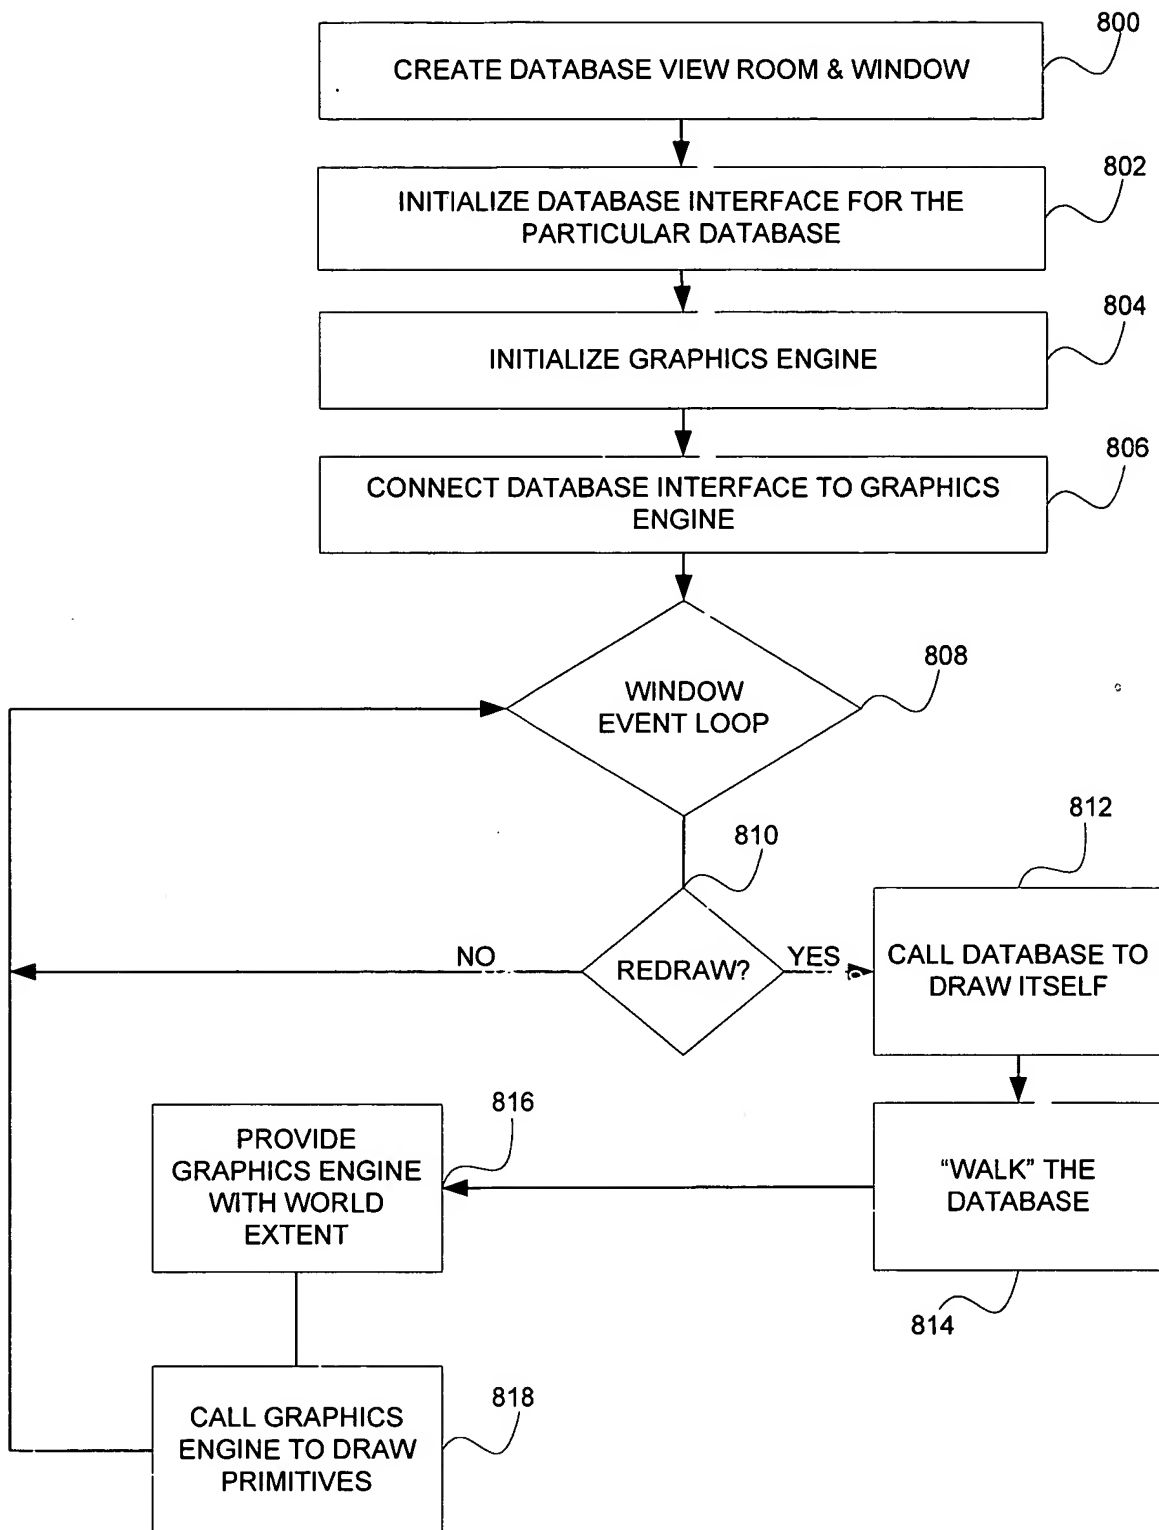 800
CREATE DATABASE VIEW ROOM & WINDOW
802
INITIALIZE DATABASE INTERFACE FOR THE
PARTICULAR DATABASE
804
INITIALIZE GRAPHICS ENGINE
806
CONNECT DATABASE INTERFACE TO GRAPHICS
ENGINE
808
WINDOW
EVENT LOOP
810
812
NO
REDRAW?
YES
CALL DATABASE TO
DRAW ITSELF
816
PROVIDE
GRAPHICS ENGINE
WITH WORLD
EXTENT
“WALK” THE
DATABASE
814
818
CALL GRAPHICS
ENGINE TO DRAW
PRIMITIVES